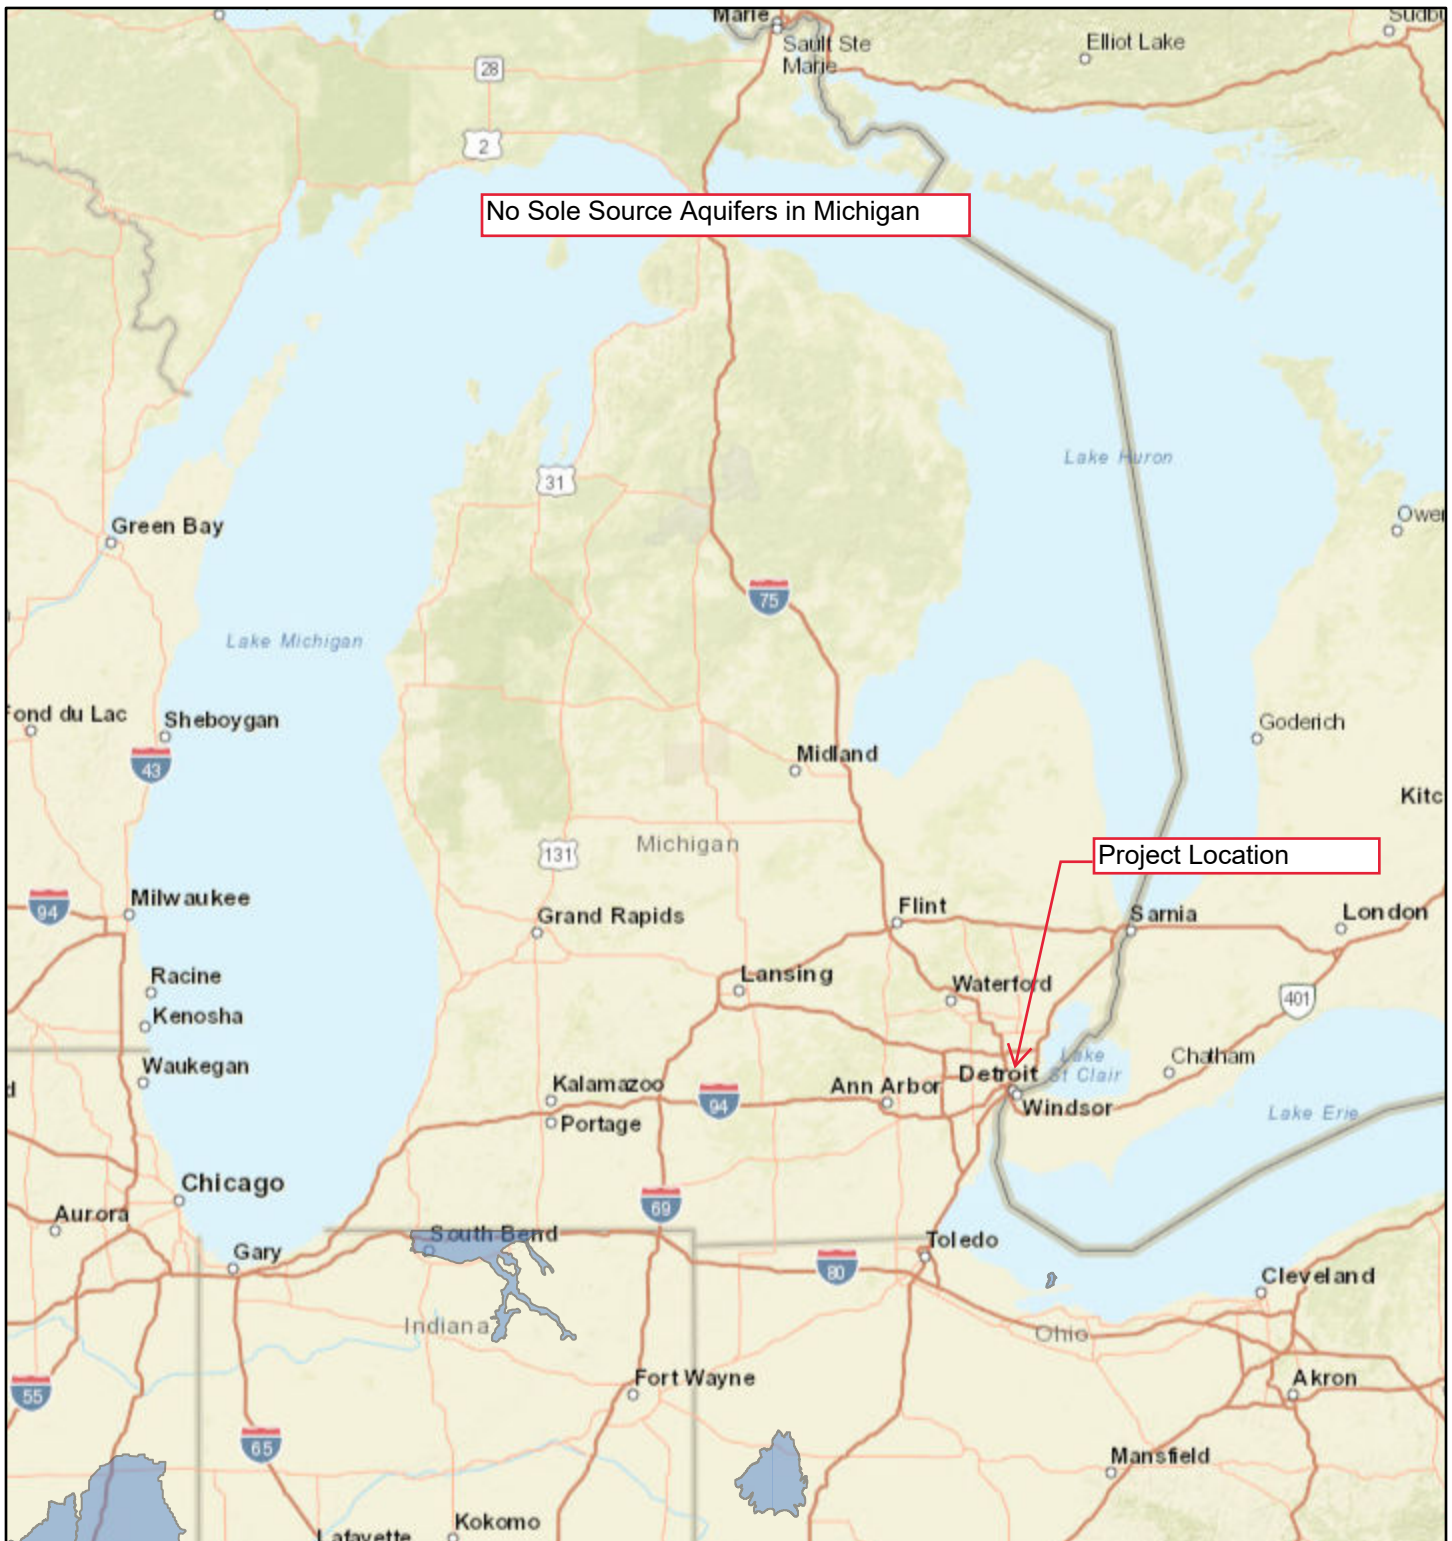 Marie
Sault Ste
Marie
Elliot Lake
28
2
No Sole Source Aquifers in Michigan
Lake Huron
31
Green Bay
75
Lake Michigan
Fond du Lac
Sheboygan
Goderich
43
Midland
Kitc
Michigan
131
Project Location
94
Milwaukee
Grand Rapids
Flint
Sarnia
London
Racine
Lansing
Waterford
401
Kenosha
Waukegan
Lake
St Clair
Chatham
Kalamazoo
Ann Arbor
Detroit
94
Windsor
Lake Erie
Portage
Chicago
69
Aurora
South Bend
Toledo
Gary
80
Cleveland
Indiana
Ohio
Fort Wayne
Akron
55
65
Mansfield
Kokomo
Lafayette